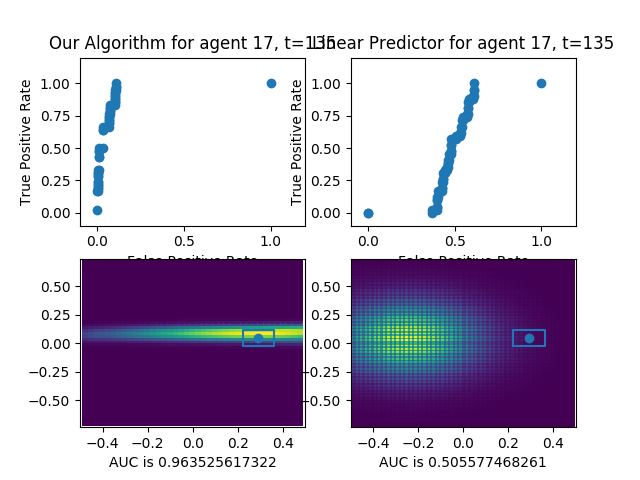 Our Algorithm for agent 17, t=135
Linear Predictor for agent 17, t=135
True Positive Rate
1.00
0.75
0.50
0.25
0.00
0.0 0.5 1.0
False Positive Rate
True Positive Rate
1.00
0.75
0.50
0.25
0.00
0.0 0.5 1.0
False Positive Rate
0.50
0.25
0.00
−0.25
−0.50
−0.4 −0.2 0.0 0.2 0.4
AUC is 0.963525617322
0.50
0.25
0.00
−0.25
−0.50
−0.4 −0.2 0.0 0.2 0.4
AUC is 0.505577468261